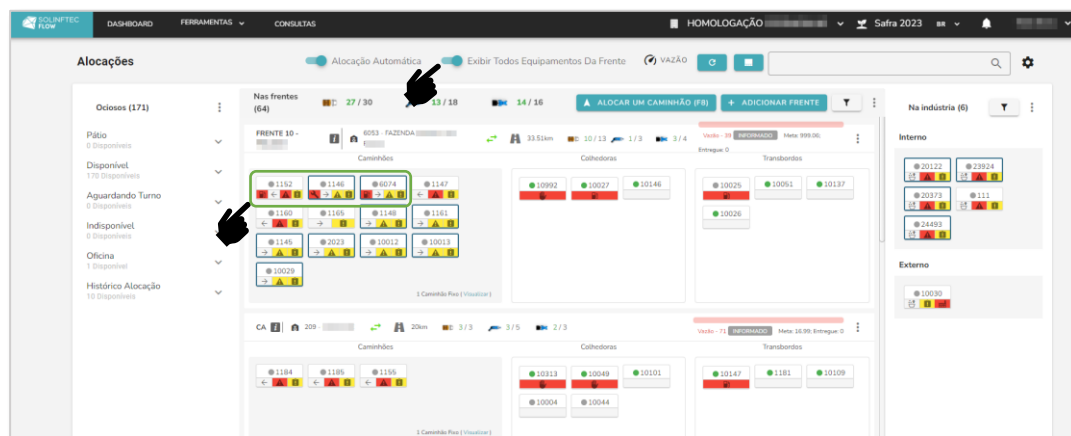 SOLINFTEC
FLOW
DASHBOARD
FERRAMENTAS
CONSULTAS
HOMOLOGAÇÃO
Safra 2023
BR
Alocações
Alocação Automática
Exibir Todos Equipamentos Da Frente
VAZÃO
Ociosos (171)
Pátio
0 Disponíveis
Disponível
170 Disponíveis
Aguardando Turno
0 Disponíveis
Indisponível
0 Disponíveis
Oficina
1 Disponível
Histórico Alocação
10 Disponíveis
Nas frentes
(64)
27 / 30
13 / 18
14 / 16
ALOCAR UM CAMINHÃO (F8)
+ ADICIONAR FRENTE
FRENTE 10 -
6053 - FAZENDA
33.51km
10 / 13
1 / 3
3 / 4
Vazão - 39 INFORMADO Meta: 999.06;
Entregue: 0
Caminhões
Colhedoras
Transbordos
1152
1146
6074
1147
1160
1165
1148
1161
1145
2023
10012
10013
10029
1 Caminhão Fixo ( Visualizar )
10992
10027
10146
10025
10051
10137
10026
CA
209 -
20km
3 / 3
3 / 5
2 / 3
Vazão - 71 INFORMADO Meta: 16.99; Entregue: 0
Caminhões
Colhedoras
Transbordos
1184
1185
1155
1 Caminhão Fixo ( Visualizar )
10313
10049
10101
10004
10044
10147
1181
10109
Na indústria (6)
Interno
20122
23924
20373
111
24493
Externo
10030